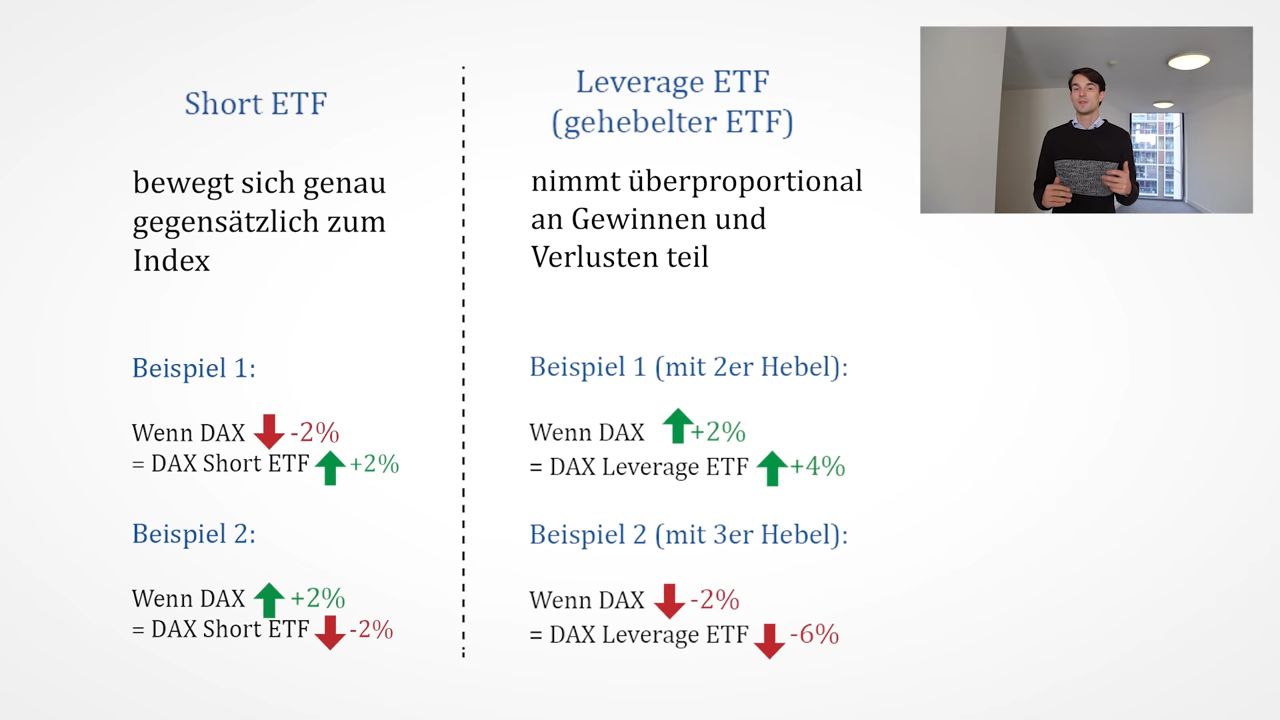 Short ETF
bewegt sich genau
gegensätzlich zum
Index
Beispiel 1:
Wenn DAX -2%
= DAX Short ETF +2%
Beispiel 2:
Wenn DAX +2%
= DAX Short ETF -2%
Leverage ETF
(gehebelter ETF)
nimmt überproportional
an Gewinnen und
Verlusten teil
Beispiel 1 (mit 2er Hebel):
Wenn DAX +2%
= DAX Leverage ETF +4%
Beispiel 2 (mit 3er Hebel):
Wenn DAX -2%
= DAX Leverage ETF -6%